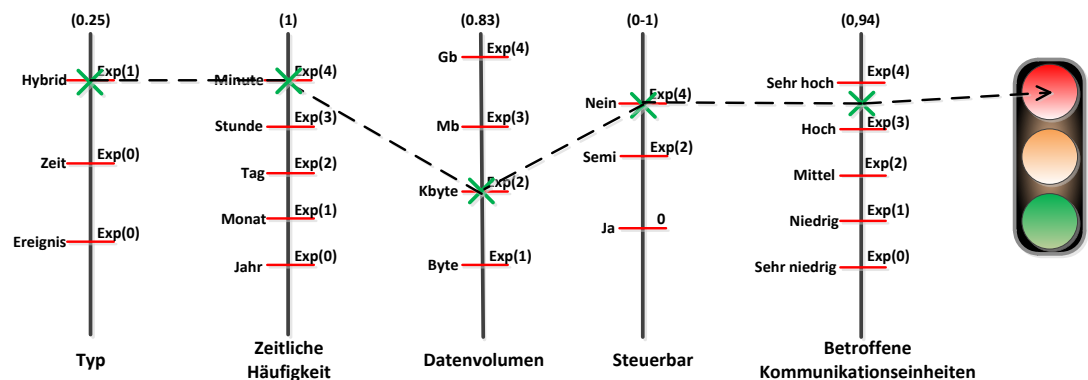 (0.25)
(1)
(0.83)
(0-1)
(0,94)
Hybrid
Exp(1)
Zeit
Exp(0)
Ereignis
Exp(0)
Typ
Minute
Exp(4)
Stunde
Exp(3)
Tag
Exp(2)
Monat
Exp(1)
Jahr
Exp(0)
Zeitliche
Häufigkeit
Gb
Exp(4)
Mb
Exp(3)
Kbyte
Exp(2)
Byte
Exp(1)
Datenvolumen
Nein
Exp(4)
Semi
Exp(2)
Ja
0
Steuerbar
Sehr hoch
Exp(4)
Hoch
Exp(3)
Mittel
Exp(2)
Niedrig
Exp(1)
Sehr niedrig
Exp(0)
Betroffene
Kommunikationseinheiten